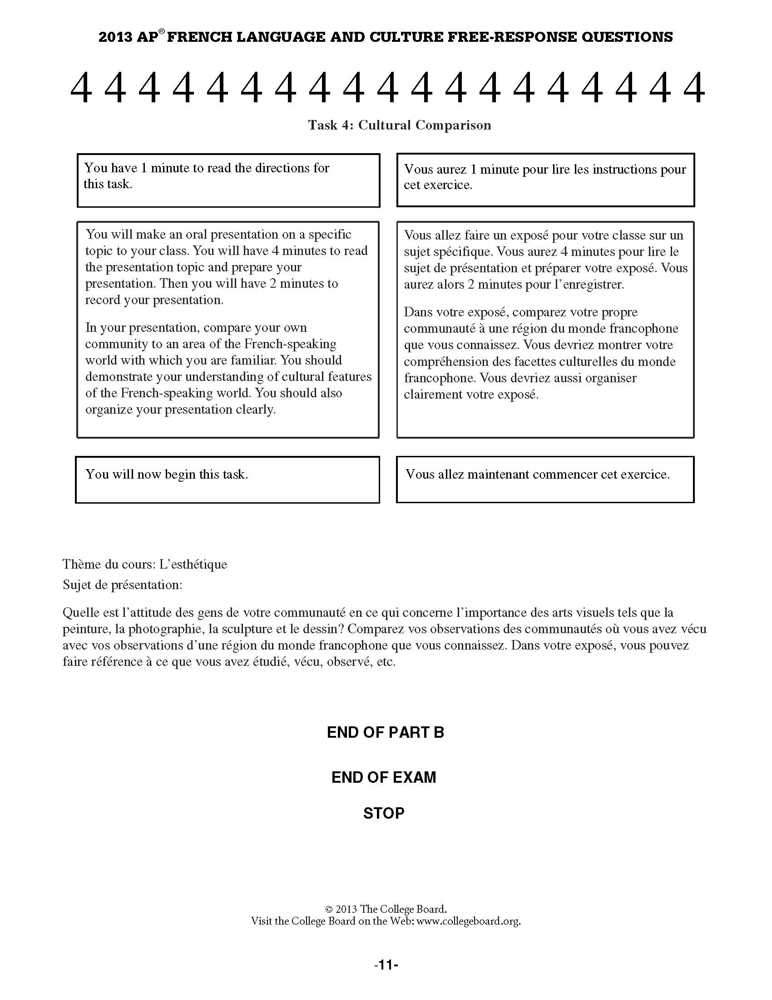 2013 AP® FRENCH LANGUAGE AND CULTURE FREE-RESPONSE QUESTIONS
4 4 4 4 4 4 4 4 4 4 4 4 4 4 4 4 4 4 4
Task 4: Cultural Comparison
You have 1 minute to read the directions for
this task.
Vous aurez 1 minute pour lire les instructions pour
cet exercice.
You will make an oral presentation on a specific
topic to your class. You will have 4 minutes to read
the presentation topic and prepare your
presentation. Then you will have 2 minutes to
record your presentation.
In your presentation, compare your own
community to an area of the French-speaking
world with which you are familiar. You should
demonstrate your understanding of cultural features
of the French-speaking world. You should also
organize your presentation clearly.
Vous allez faire un exposé pour votre classe sur un
sujet spécifique. Vous aurez 4 minutes pour lire le
sujet de présentation et préparer votre exposé. Vous
aurez alors 2 minutes pour l’enregistrer.
Dans votre exposé, comparez votre propre
communauté à une région du monde francophone
que vous connaissez. Vous devriez montrer votre
compréhension des facettes culturelles du monde
francophone. Vous devriez aussi organiser
clairement votre exposé.
You will now begin this task.
Vous allez maintenant commencer cet exercice.
Thème du cours: L’esthétique
Sujet de présentation:
Quelle est l’attitude des gens de votre communauté en ce qui concerne l’importance des arts visuels tels que la
peinture, la photographie, la sculpture et le dessin? Comparez vos observations des communautés où vous avez vécu
avec vos observations d’une région du monde francophone que vous connaissez. Dans votre exposé, vous pouvez
faire référence à ce que vous avez étudié, vécu, observé, etc.
END OF PART B
END OF EXAM
STOP
© 2013 The College Board.
Visit the College Board on the Web: www.collegeboard.org.
-11-